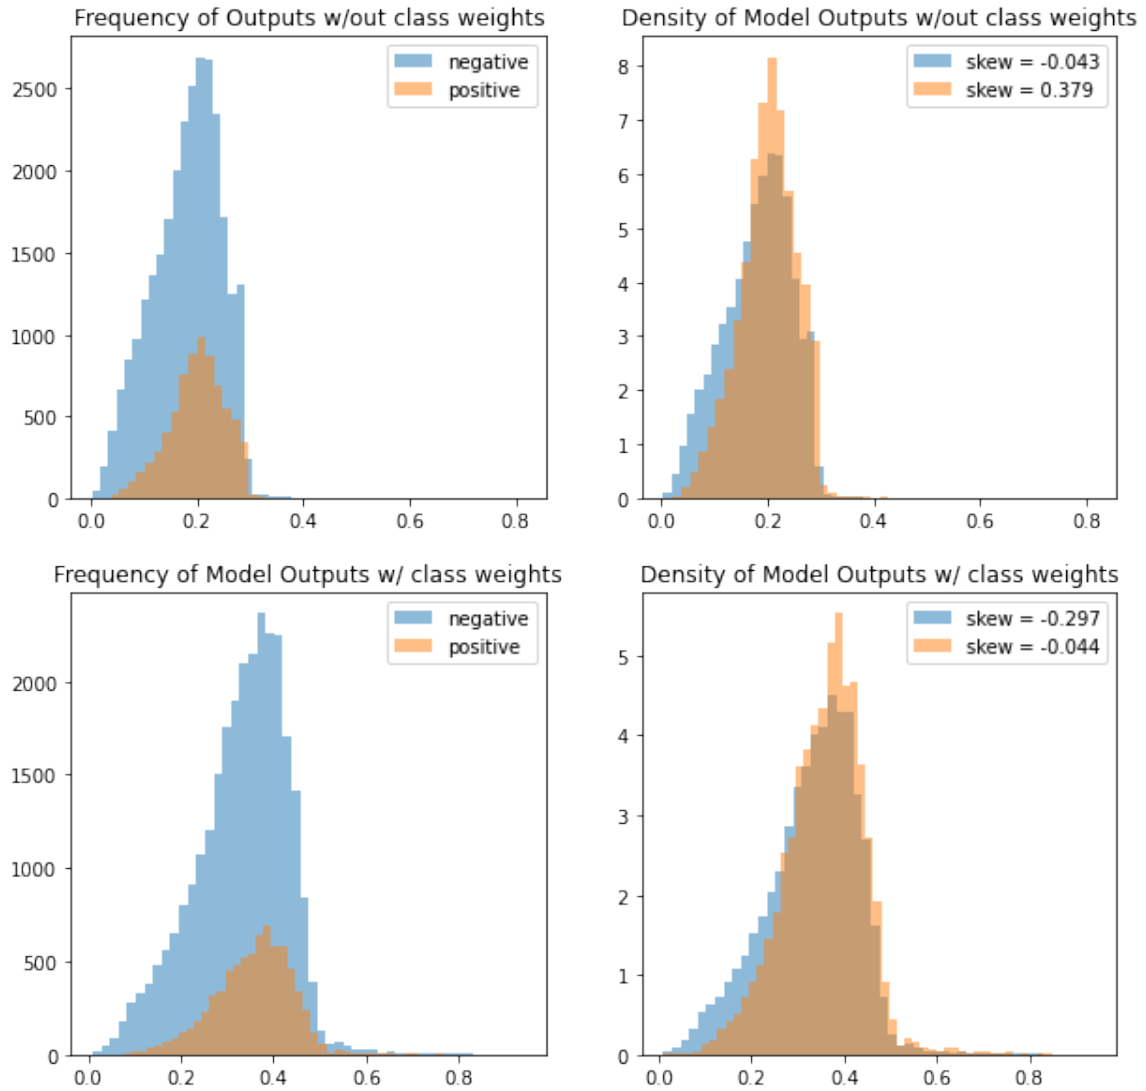 Frequency of Outputs w/out class weights
negative
positive
2500
2000
1500
1000
500
0
0.0 0.2 0.4 0.6 0.8
Density of Model Outputs w/out class weights
skew = -0.043
skew = 0.379
8
7
6
5
4
3
2
1
0
0.0 0.2 0.4 0.6 0.8
Frequency of Model Outputs w/ class weights
negative
positive
2000
1500
1000
500
0
0.0 0.2 0.4 0.6 0.8
Density of Model Outputs w/ class weights
skew = -0.297
skew = -0.044
5
4
3
2
1
0
0.0 0.2 0.4 0.6 0.8